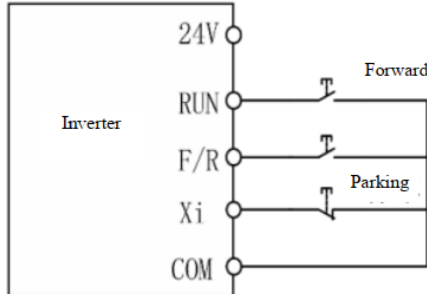 24V
Forward
RUN
Inverter
F/R
Parking
Xi
COM